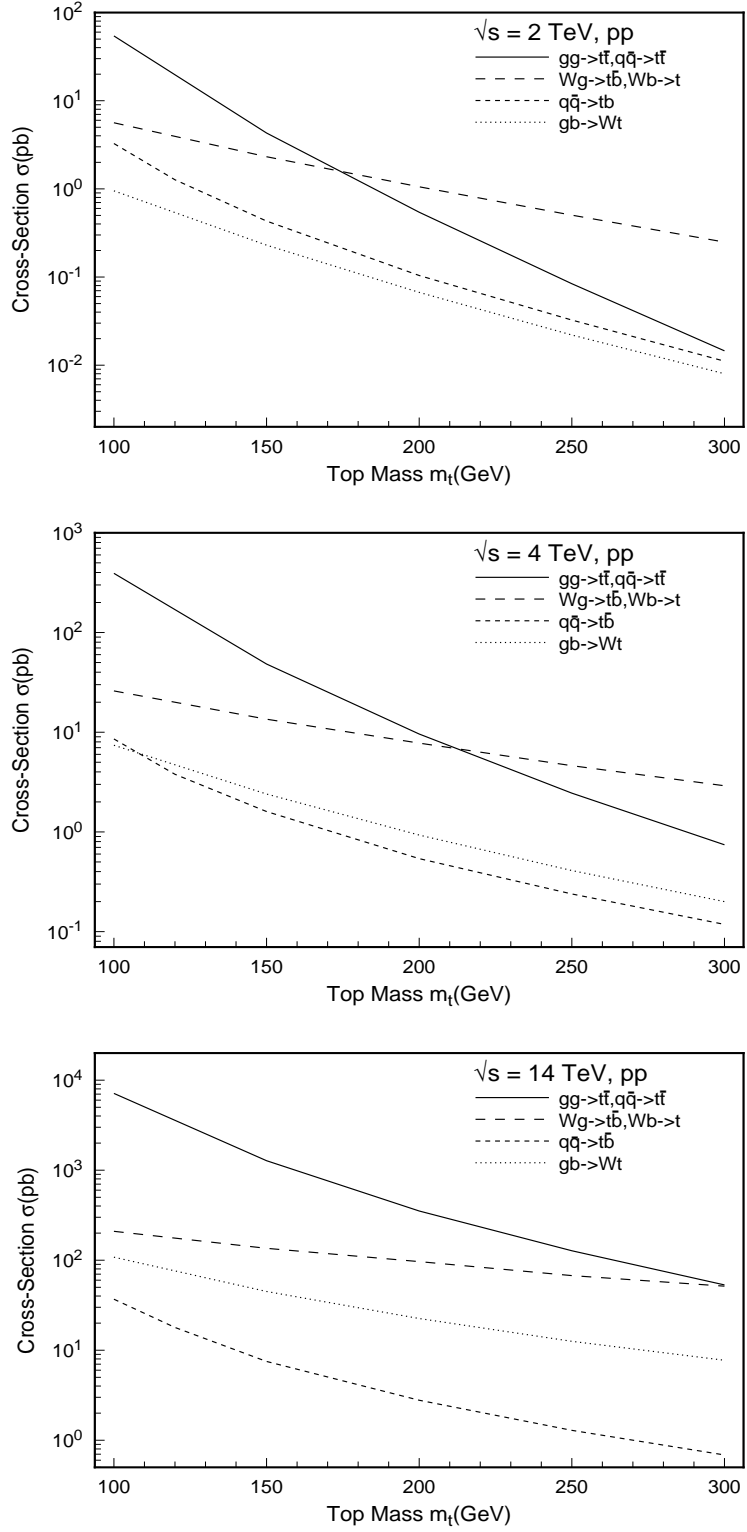 √s = 2 TeV, pp
gg->tt̄,qq̄->tt̄
Wg->tb̄,Wb->t
qq̄->tb
gb->Wt
Cross-Section σ(pb)
10²
10¹
10⁰
10⁻¹
10⁻²
100 150 200 250 300
Top Mass mₜ(GeV)
√s = 4 TeV, pp
gg->tt̄,qq̄->tt̄
Wg->tb̄,Wb->t
qq̄->tb̄
gb->Wt
Cross-Section σ(pb)
10³
10²
10¹
10⁰
10⁻¹
100 150 200 250 300
Top Mass mₜ(GeV)
√s = 14 TeV, pp
gg->tt̄,qq̄->tt̄
Wg->tb̄,Wb->t
qq̄->tb̄
gb->Wt
Cross-Section σ(pb)
10⁴
10³
10²
10¹
10⁰
100 150 200 250 300
Top Mass mₜ(GeV)